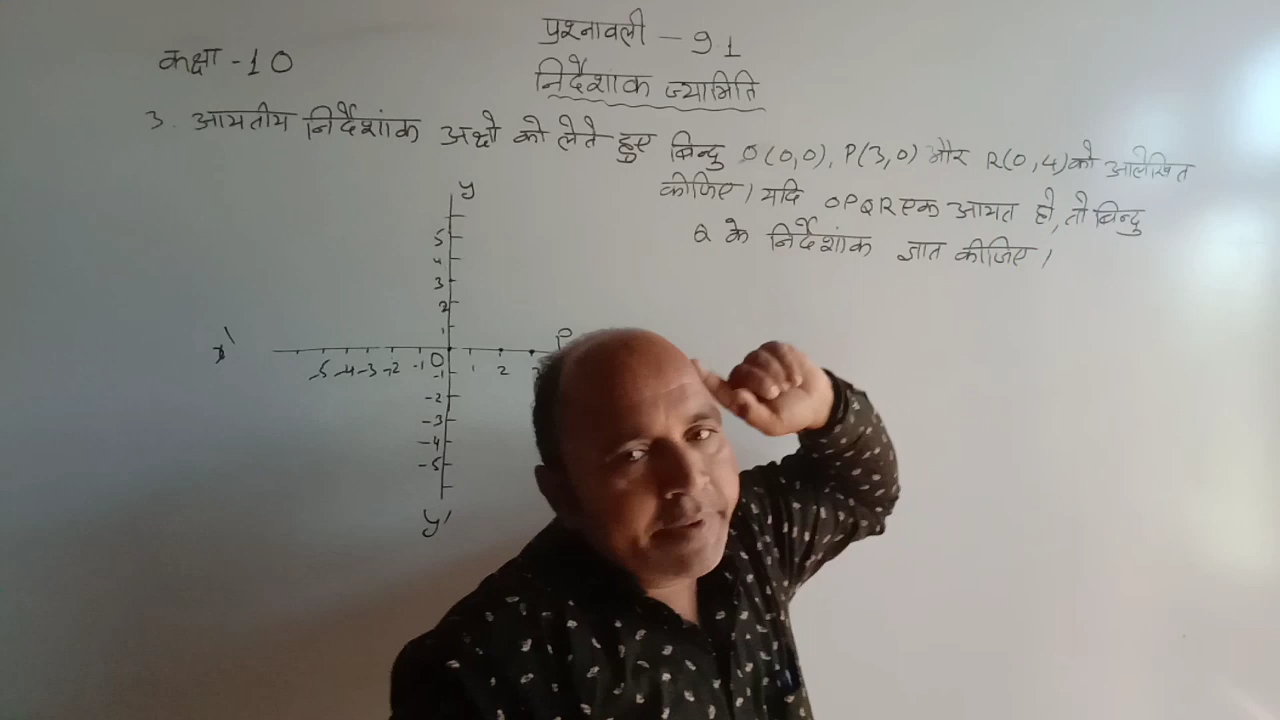 प्रश्नावली - 9.1
कक्षा - 10
निर्देशांक ज्यामिति
3. आयतीय निर्देशांक अक्षो को लेते हुए बिन्दु O(0,0), P(3,0) और R(0,4) को आलेखित
कीजिए। यदि OPQR एक आयत हो, तो बिन्दु
Q के निर्देशांक ज्ञात कीजिए।
y
5
4
3
2
1
x' P
-5 -4 -3 -2 -1 O 1 2
-1
-2
-3
-4
-5
y'